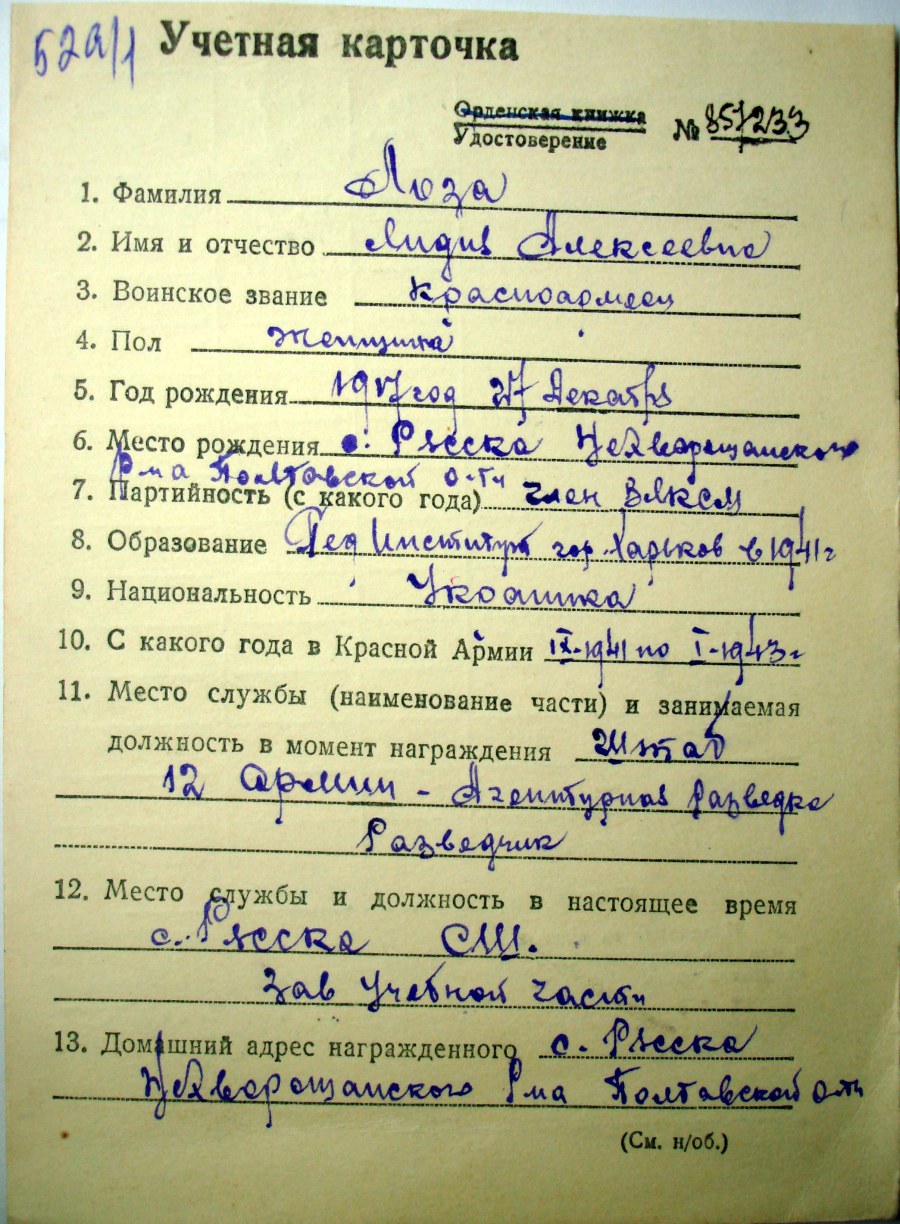 52а/1 Учетная карточка
Орденская книжка
Удостоверение № 857233
1. Фамилия Лоза
2. Имя и отчество Лидия Алексеевна
3. Воинское звание Красноармеец
4. Пол Женщина
5. Год рождения 1917 год 27 Декабря
6. Место рождения с. Рясска
Р-на Полтавской о-ти
7. Партийность (с какого года) член ВЛКСМ
8. Образование Пед Институт гор. Харьков в 1941 г
9. Национальность Украинка
10. С какого года в Красной Армии IX-1941 по I-1943 г
11. Место службы (наименование части) и занимаемая
должность в момент награждения Штаб
12 Армии - Агентурная разведка
Разведчик
12. Место службы и должность в настоящее время
с. Рясска СШ.
Зав Учебной части
13. Домашний адрес награжденного с. Рясска
Р-на Полтавской о-ти
(См. н/об.)